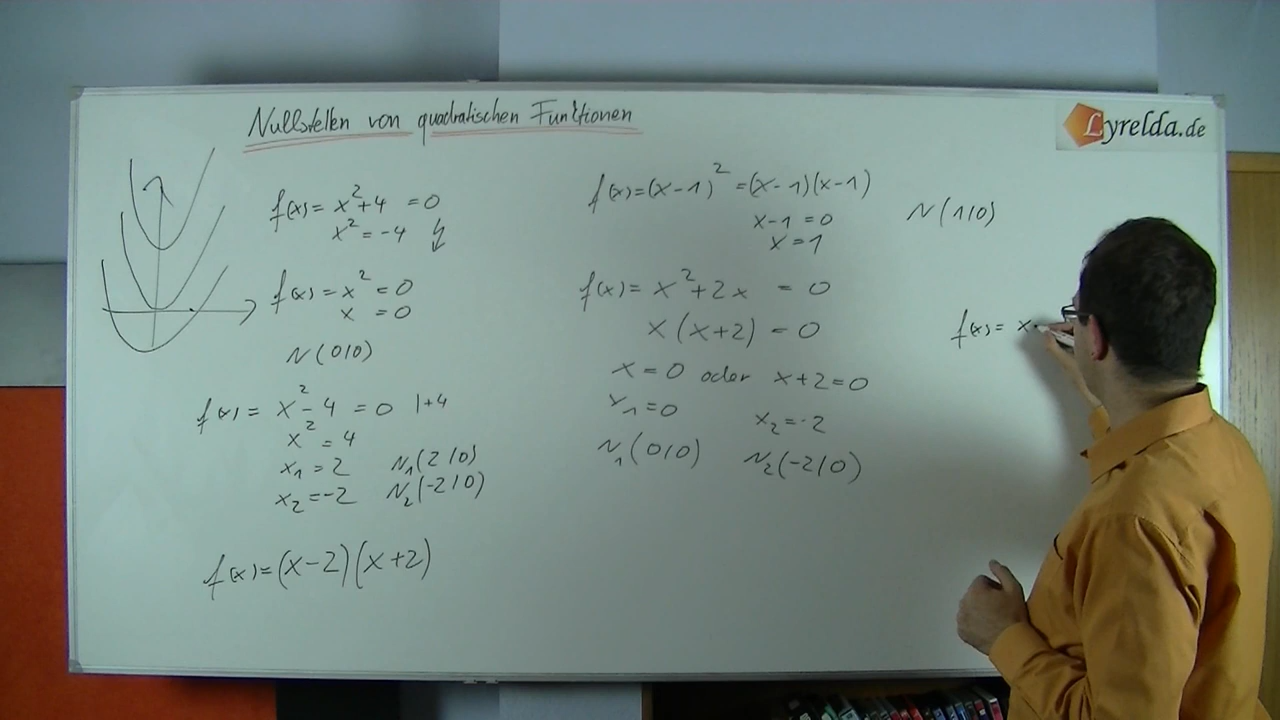 Nullstellen von quadratischen Funktionen
Lyrelda.de
f(x) = x²+4 = 0
x² = -4
f(x) = x² = 0
x = 0
N(0|0)
f(x) = x²-4 = 0 |+4
x² = 4
x₁ = 2 N₁(2|0)
x₂ = -2 N₂(-2|0)
f(x) = (x-2)(x+2)
f(x) = (x-1)² = (x-1)(x-1)
x-1 = 0
x = 1
N(1|0)
f(x) = x²+2x = 0
x(x+2) = 0
x = 0 oder x+2 = 0
x₁ = 0 x₂ = -2
N₁(0|0) N₂(-2|0)
f(x) = x